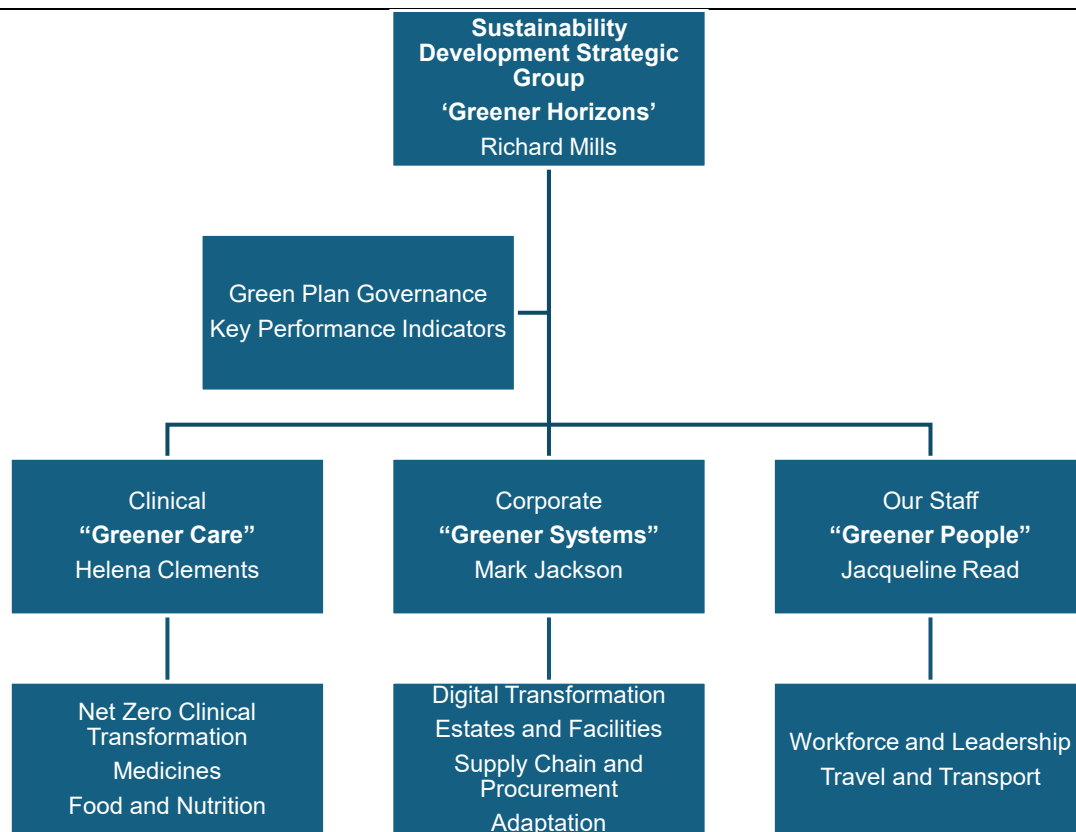 Sustainability
Development Strategic
Group
‘Greener Horizons’
Richard Mills
Green Plan Governance
Key Performance Indicators
Clinical
“Greener Care”
Helena Clements
Corporate
“Greener Systems”
Mark Jackson
Our Staff
“Greener People”
Jacqueline Read
Net Zero Clinical
Transformation
Medicines
Food and Nutrition
Digital Transformation
Estates and Facilities
Supply Chain and
Procurement
Adaptation
Workforce and Leadership
Travel and Transport